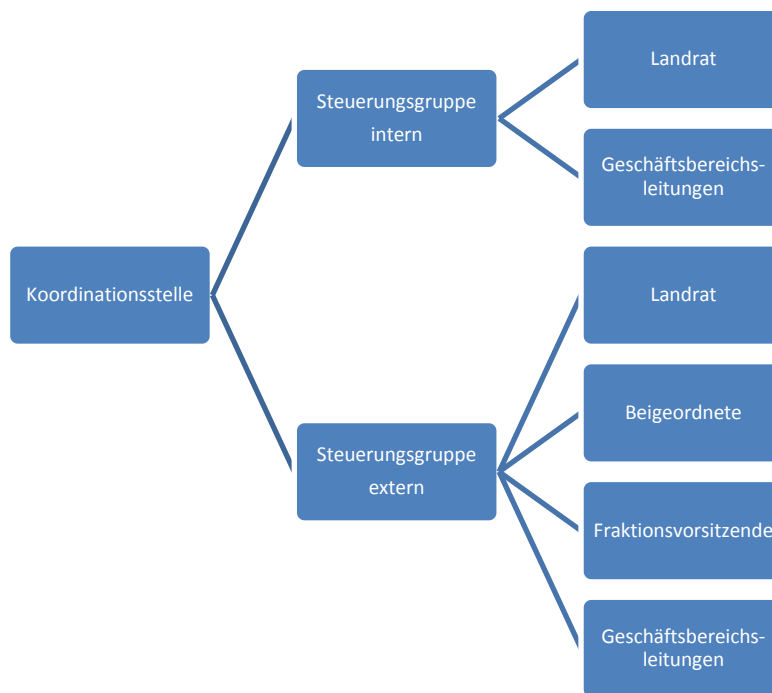 Landrat
Steuerungsgruppe
intern
Geschäftsbereichs-
leitungen
Koordinationsstelle
Landrat
Beigeordnete
Steuerungsgruppe
extern
Fraktionsvorsitzende
Geschäftsbereichs-
leitungen